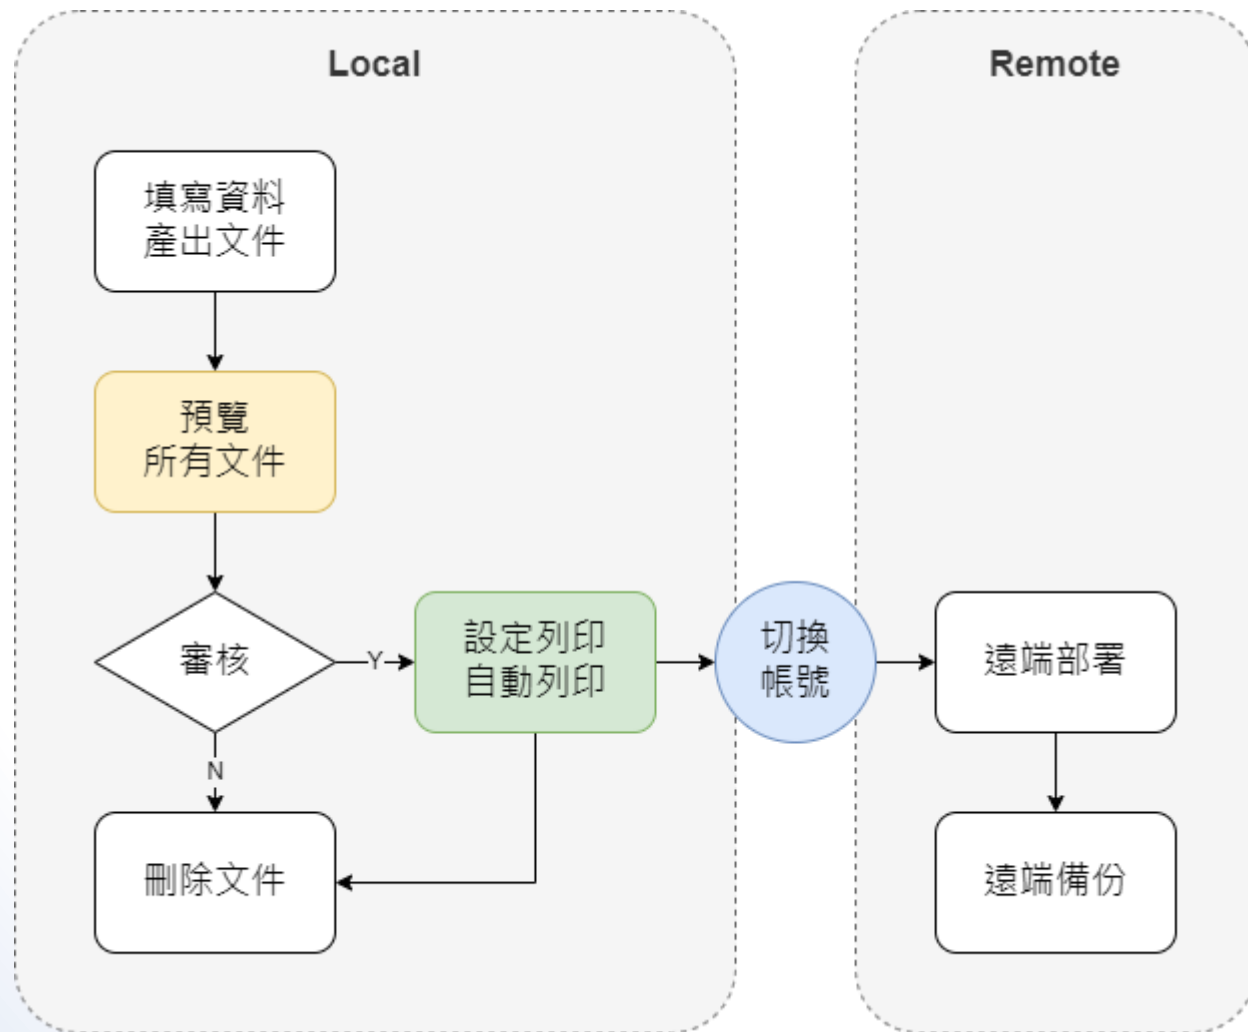 Local
Remote
填寫資料
產出文件
預覽
所有文件
審核
Y
設定列印
自動列印
切換
帳號
遠端部署
N
刪除文件
遠端備份